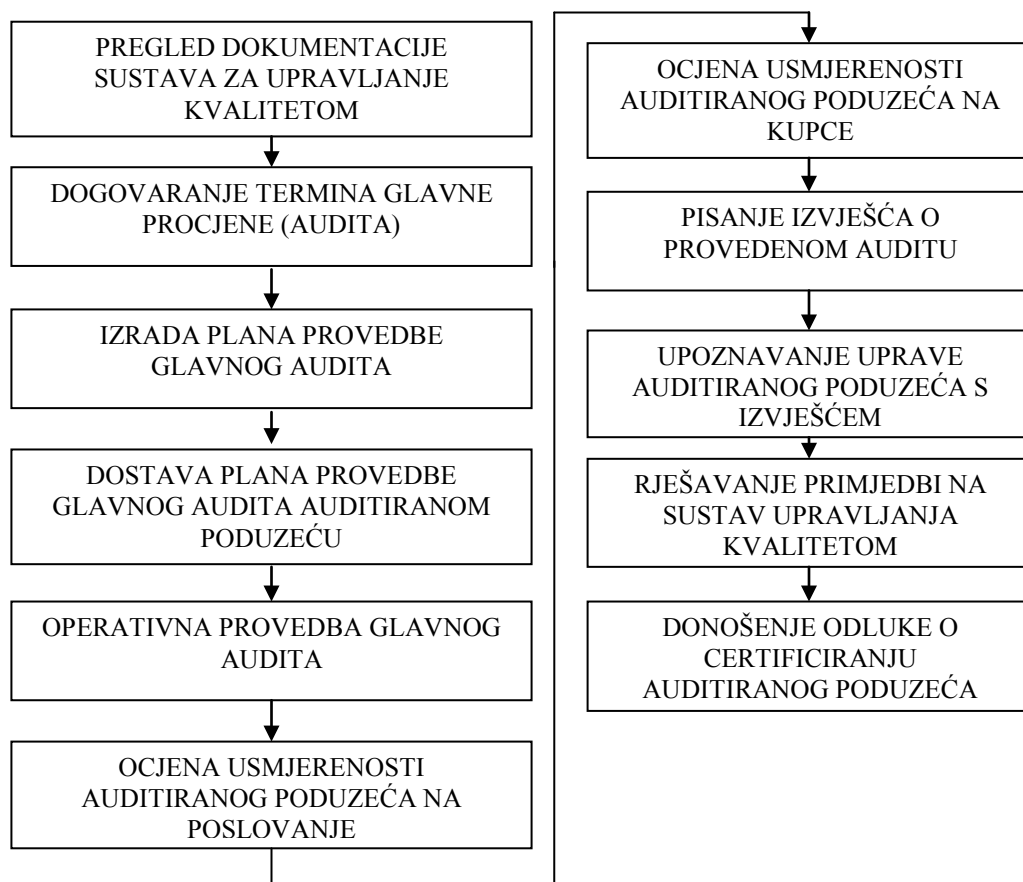 PREGLED DOKUMENTACIJE
SUSTAVA ZA UPRAVLJANJE
KVALITETOM
DOGOVARANJE TERMINA GLAVNE
PROCJENE (AUDITA)
IZRADA PLANA PROVEDBE
GLAVNOG AUDITA
DOSTAVA PLANA PROVEDBE
GLAVNOG AUDITA AUDITIRANOM
PODUZEĆU
OPERATIVNA PROVEDBA GLAVNOG
AUDITA
OCJENA USMJERENOSTI
AUDITIRANOG PODUZEĆA NA
POSLOVANJE
OCJENA USMJERENOSTI
AUDITIRANOG PODUZEĆA NA
KUPCE
PISANJE IZVJEŠĆA O
PROVEDENOM AUDITU
UPOZNAVANJE UPRAVE
AUDITIRANOG PODUZEĆA S
IZVJEŠĆEM
RJEŠAVANJE PRIMJEDBI NA
SUSTAV UPRAVLJANJA
KVALITETOM
DONOŠENJE ODLUKE O
CERTIFICIRANJU
AUDITIRANOG PODUZEĆA